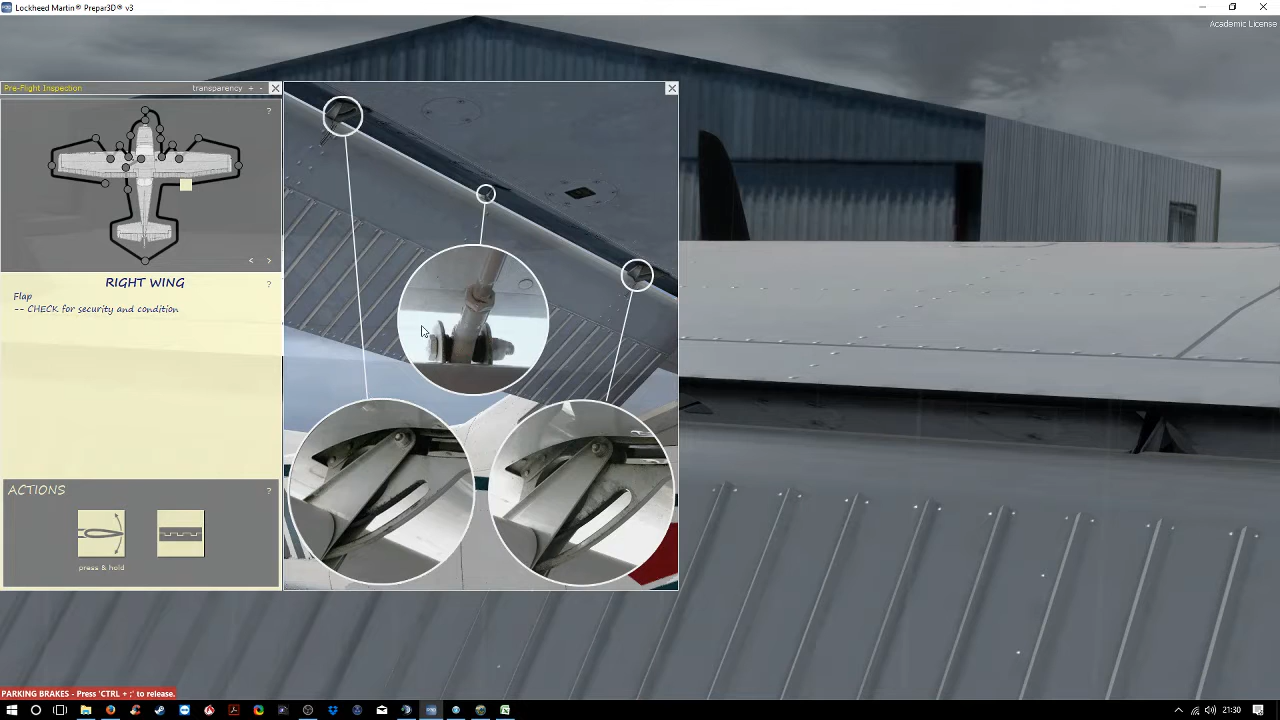 Lockheed Martin® Prepar3D® v3
Academic License
Pre-Flight Inspection
transparency + -
?
< >
RIGHT WING
?
Flap
-- CHECK for security and condition
ACTIONS
?
press & hold
PARKING BRAKES - Press 'CTRL + ;' to release.
21:30